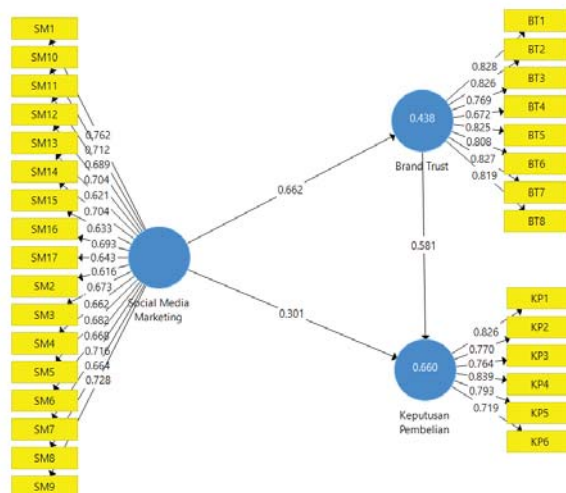 SM1
SM10
SM11
SM12
SM13
SM14
SM15
SM16
SM17
SM2
SM3
SM4
SM5
SM6
SM7
SM8
SM9
0.762
0.712
0.689
0.704
0.621
0.704
0.633
0.693
0.643
0.616
0.673
0.662
0.682
0.668
0.716
0.664
0.728
Social Media
Marketing
0.662
0.301
0.438
Brand Trust
0.581
0.660
Keputusan
Pembelian
0.828
0.826
0.769
0.672
0.825
0.808
0.827
0.819
BT1
BT2
BT3
BT4
BT5
BT6
BT7
BT8
0.826
0.770
0.764
0.839
0.793
0.719
KP1
KP2
KP3
KP4
KP5
KP6